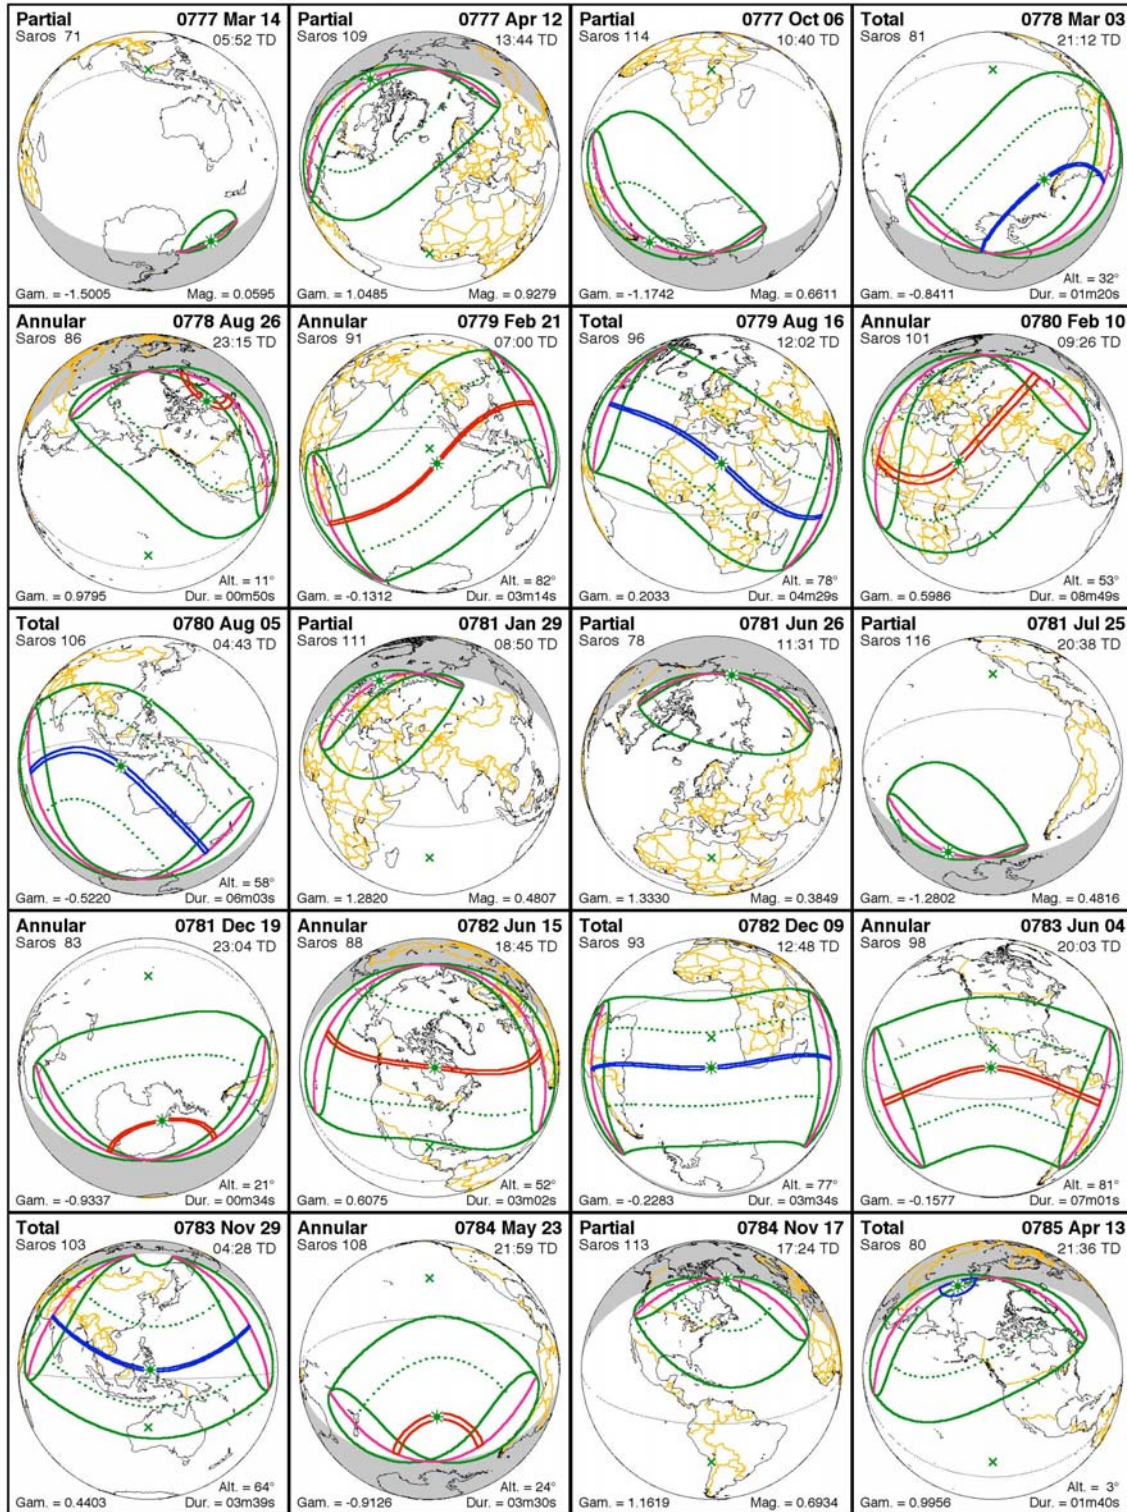 Partial 0777 Mar 14
Saros 71 05:52 TD
Gam. = -1.5005 Mag. = 0.0595
Partial 0777 Apr 12
Saros 109 13:44 TD
Gam. = 1.0485 Mag. = 0.9279
Partial 0777 Oct 06
Saros 114 10:40 TD
Gam. = -1.1742 Mag. = 0.6611
Total 0778 Mar 03
Saros 81 21:12 TD
Alt. = 32°
Gam. = -0.8411 Dur. = 01m20s
Annular 0778 Aug 26
Saros 86 23:15 TD
Alt. = 11°
Gam. = 0.9795 Dur. = 00m50s
Annular 0779 Feb 21
Saros 91 07:00 TD
Alt. = 82°
Gam. = -0.1312 Dur. = 03m14s
Total 0779 Aug 16
Saros 96 12:02 TD
Alt. = 78°
Gam. = 0.2033 Dur. = 04m29s
Annular 0780 Feb 10
Saros 101 09:26 TD
Alt. = 53°
Gam. = 0.5986 Dur. = 08m49s
Total 0780 Aug 05
Saros 106 04:43 TD
Alt. = 58°
Gam. = -0.5220 Dur. = 06m03s
Partial 0781 Jan 29
Saros 111 08:50 TD
Gam. = 1.2820 Mag. = 0.4807
Partial 0781 Jun 26
Saros 78 11:31 TD
Gam. = 1.3330 Mag. = 0.3849
Partial 0781 Jul 25
Saros 116 20:38 TD
Gam. = -1.2802 Mag. = 0.4816
Annular 0781 Dec 19
Saros 83 23:04 TD
Alt. = 21°
Gam. = -0.9337 Dur. = 00m34s
Annular 0782 Jun 15
Saros 88 18:45 TD
Alt. = 52°
Gam. = 0.6075 Dur. = 03m02s
Total 0782 Dec 09
Saros 93 12:48 TD
Alt. = 77°
Gam. = -0.2283 Dur. = 03m34s
Annular 0783 Jun 04
Saros 98 20:03 TD
Alt. = 81°
Gam. = -0.1577 Dur. = 07m01s
Total 0783 Nov 29
Saros 103 04:28 TD
Alt. = 64°
Gam. = 0.4403 Dur. = 03m39s
Annular 0784 May 23
Saros 108 21:59 TD
Alt. = 24°
Gam. = -0.9126 Dur. = 03m30s
Partial 0784 Nov 17
Saros 113 17:24 TD
Gam. = 1.1619 Mag. = 0.6934
Total 0785 Apr 13
Saros 80 21:36 TD
Alt. = 3°
Gam. = 0.9956 Dur. = 01m40s